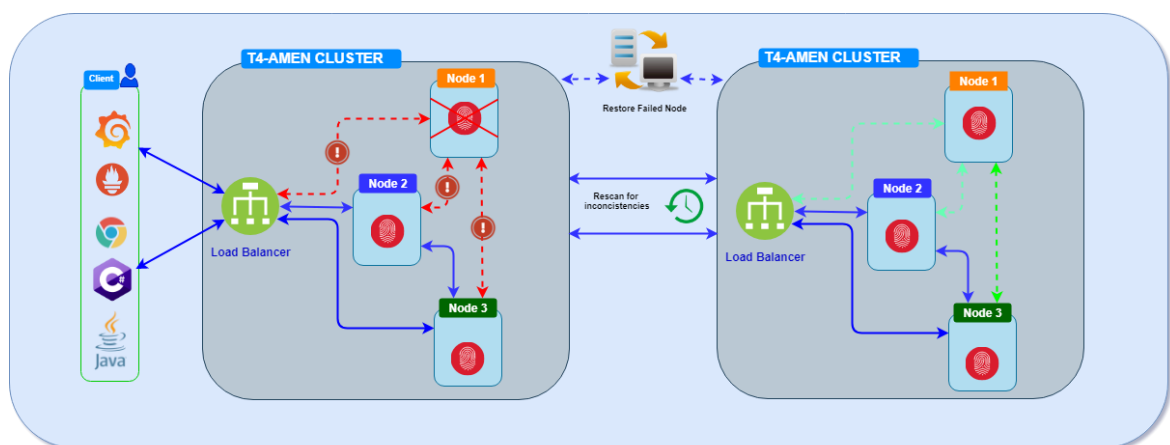 T4-AMEN CLUSTER
Client
Node 1
Node 2
Load Balancer
Node 3
C#
Java
Restore Failed Node
Rescan for
inconcistencies
T4-AMEN CLUSTER
Node 1
Node 2
Load Balancer
Node 3